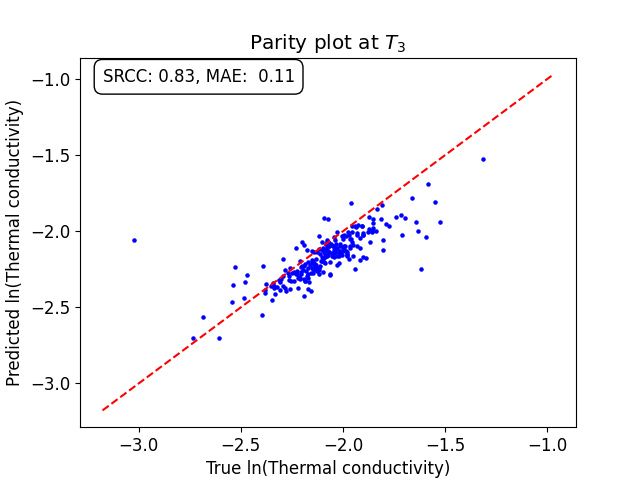 Parity plot at T₃
SRCC: 0.83, MAE:  0.11
Predicted ln(Thermal conductivity)
−1.0
−1.5
−2.0
−2.5
−3.0
−3.0 −2.5 −2.0 −1.5 −1.0
True ln(Thermal conductivity)